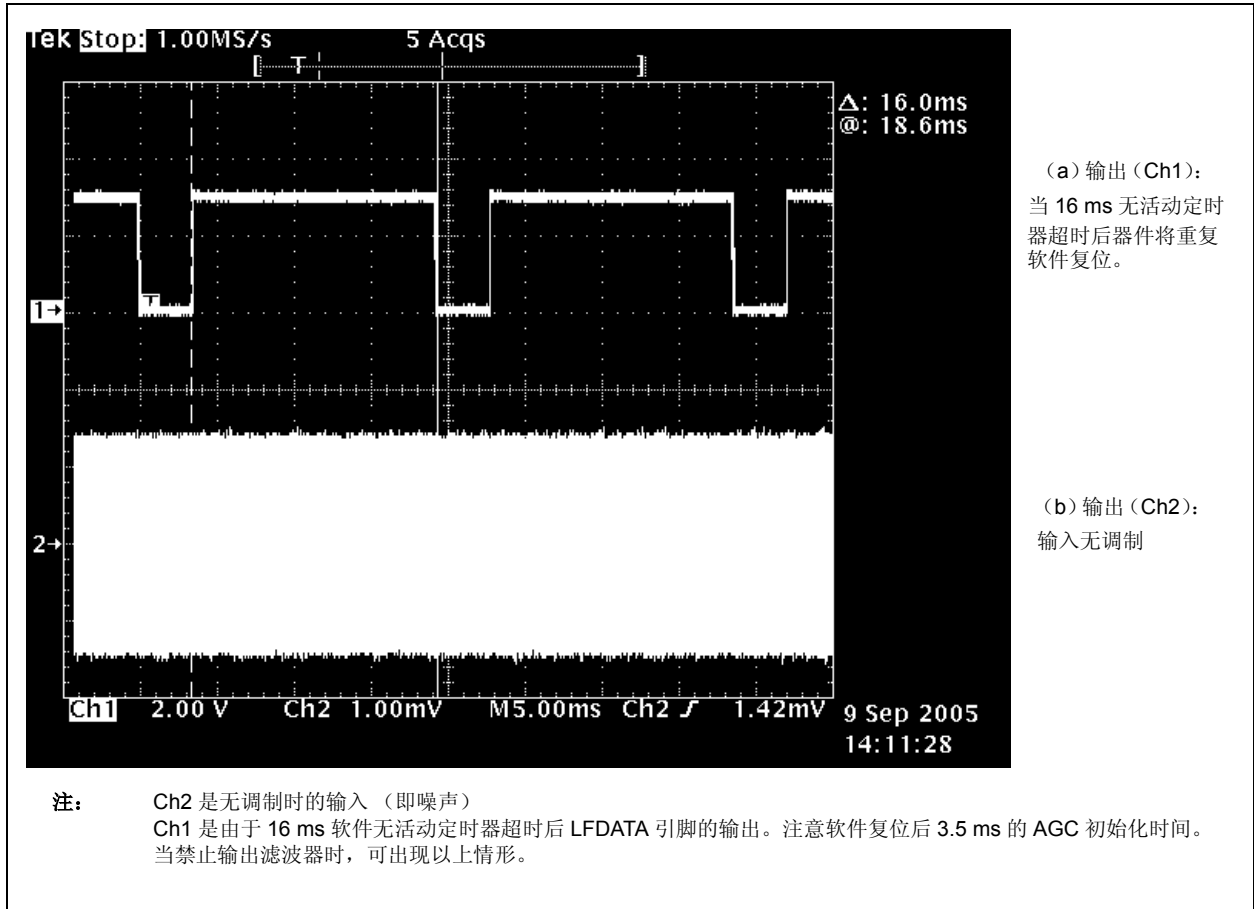 Tek Stop: 1.00MS/s 5 Acqs
T
Δ: 16.0ms
@: 18.6ms
（a）输出（Ch1）：
当 16 ms 无活动定时
器超时后器件将重复
软件复位。
T
1→
（b）输出（Ch2）：
输入无调制
2→
Ch1 2.00 V Ch2 1.00mV M5.00ms Ch2 ʃ 1.42mV
9 Sep 2005
14:11:28
注： Ch2 是无调制时的输入 （即噪声）
Ch1 是由于 16 ms 软件无活动定时器超时后 LFDATA 引脚的输出。注意软件复位后 3.5 ms 的 AGC 初始化时间。
当禁止输出滤波器时，可出现以上情形。